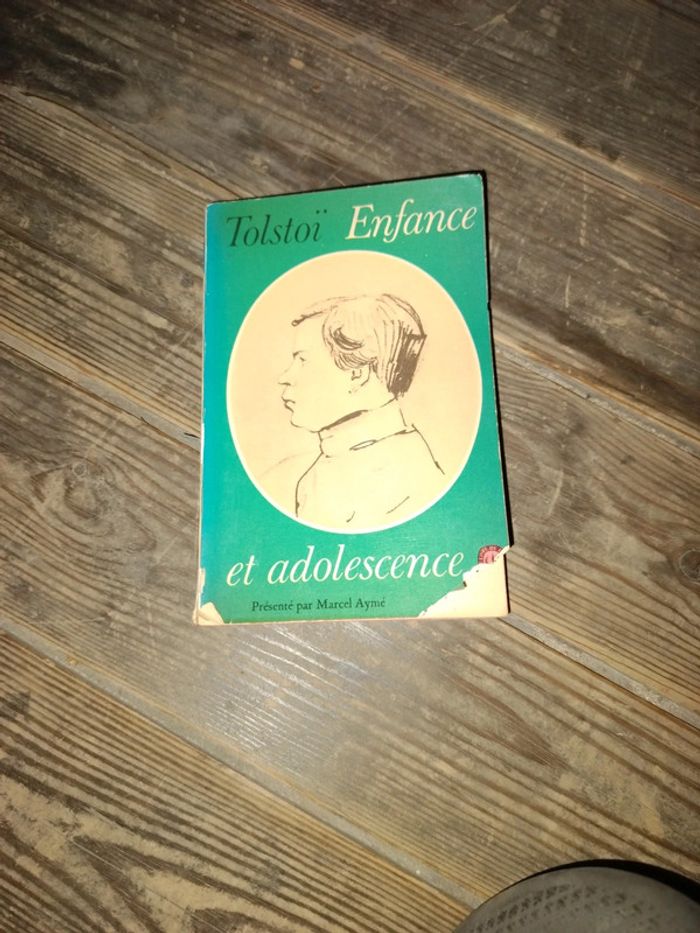 Tolstoï Enfance
et adolescence
Présenté par Marcel Aymé